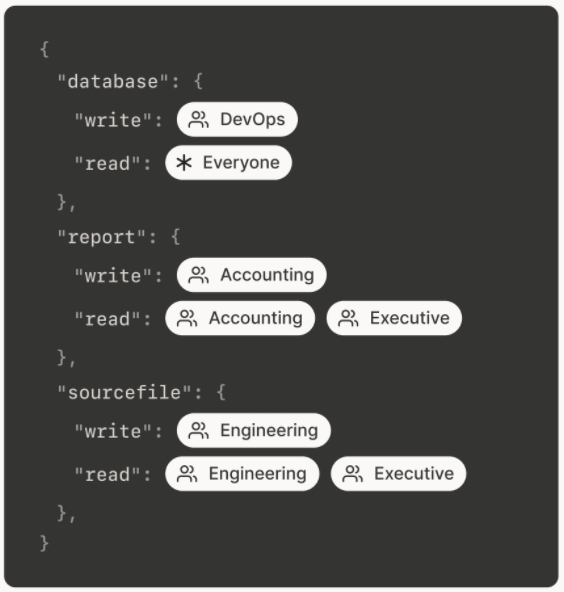 {
"database": {
"write": DevOps
"read": * Everyone
},
"report": {
"write": Accounting
"read": Accounting Executive
},
"sourcefile": {
"write": Engineering
"read": Engineering Executive
},
}